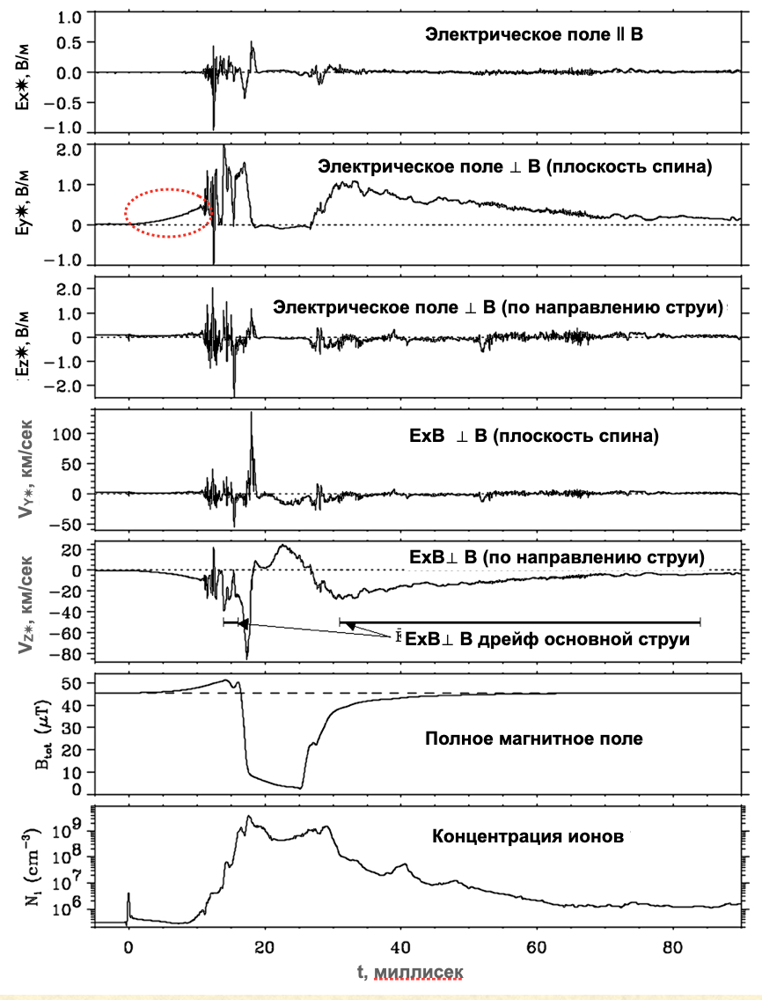 Ex✷, В/м
1.0
0.5
0.0
−0.5
−1.0
Электрическое поле ॥ В
Ey✷, В/м
2.0
1.0
0
−1.0
Электрическое поле ⊥ В (плоскость спина)
Ez✷, В/м
2.0
1.0
0
−1.0
−2.0
Электрическое поле ⊥ В (по направлению струи)
VY✷, км/сек
100
50
0
−50
ExB ⊥ В (плоскость спина)
VZ✷, км/сек
20
0
−20
−40
−60
−80
ExB⊥ В (по направлению струи)
ExB⊥ В дрейф основной струи
Btot (μT)
50
40
30
20
10
0
Полное магнитное поле
Ni (cm−3)
10⁹
10⁸
10⁷
10⁶
Концентрация ионов
0 20 40 60 80
t, миллисек